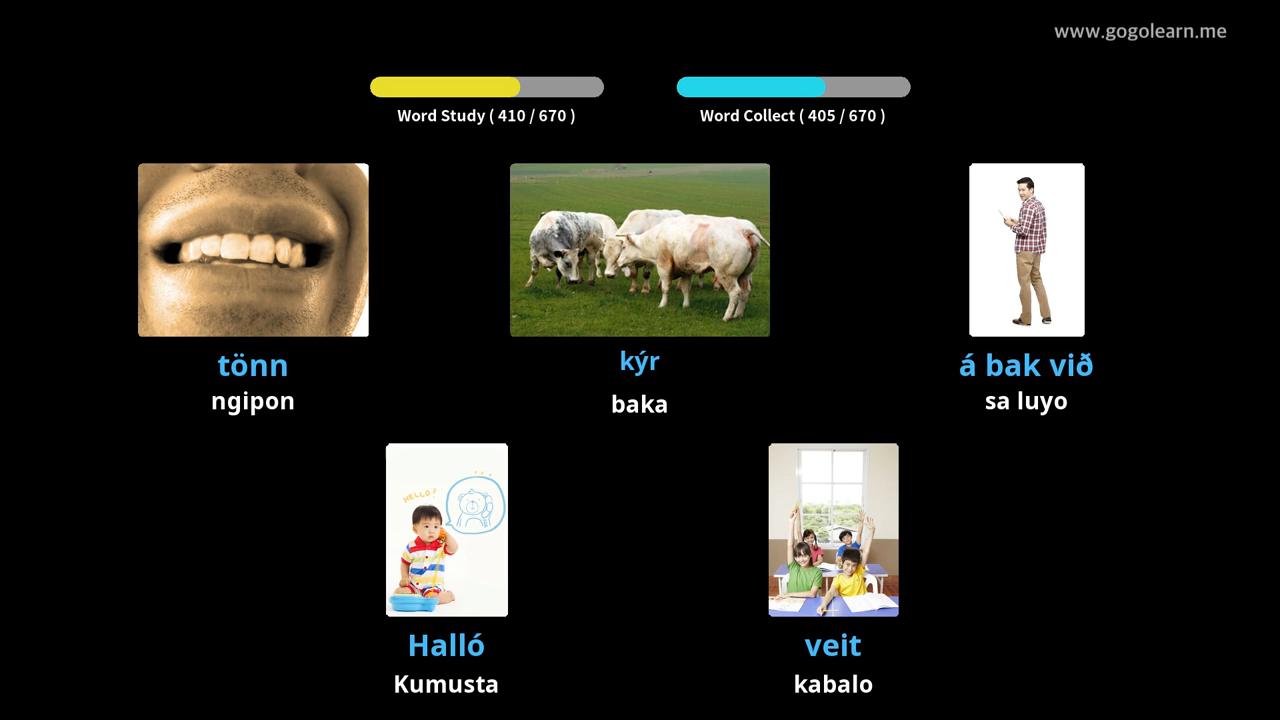 www.gogolearn.me
Word Study ( 410 / 670 )
Word Collect ( 405 / 670 )
tönn
ngipon
kýr
baka
á bak við
sa luyo
HELLO!
Halló
Kumusta
veit
kabalo